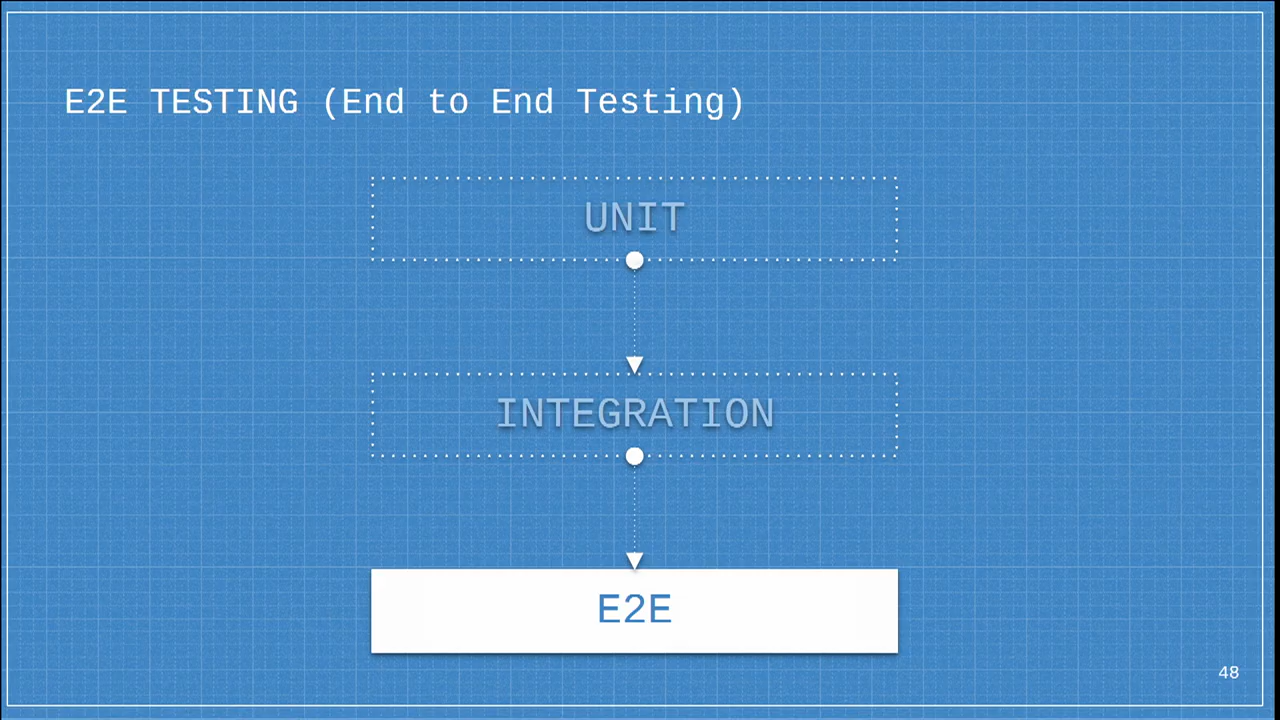 E2E TESTING (End to End Testing)
UNIT
INTEGRATION
E2E
48